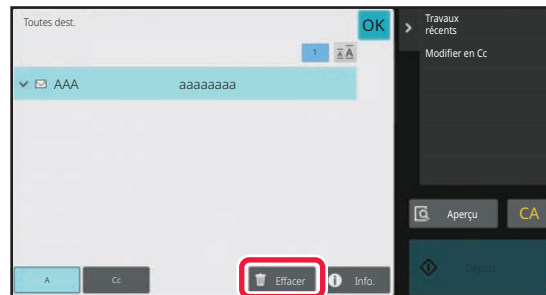 Toutes dest.
OK
1
A A
AAA aaaaaaaa
A
Cc
Effacer
Info.
Travaux
récents
Modifier en Cc
Aperçu
CA
Départ